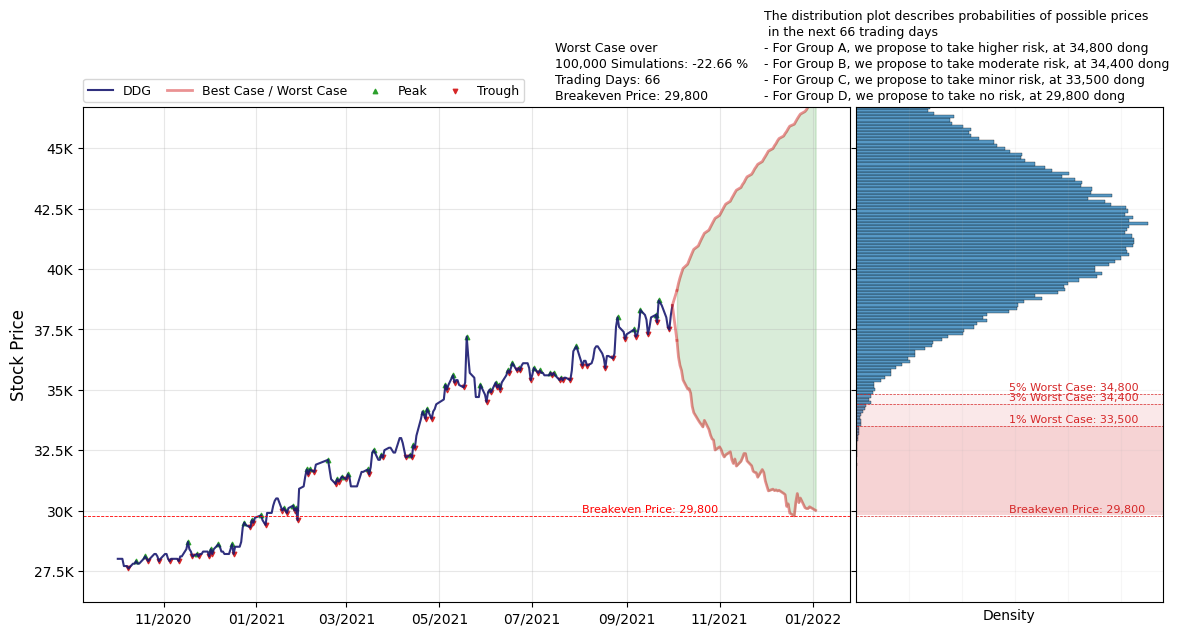 The distribution plot describes probabilities of possible prices
in the next 66 trading days
- For Group A, we propose to take higher risk, at 34,800 dong
- For Group B, we propose to take moderate risk, at 34,400 dong
- For Group C, we propose to take minor risk, at 33,500 dong
- For Group D, we propose to take no risk, at 29,800 dong
Worst Case over
100,000 Simulations: -22.66 %
Trading Days: 66
Breakeven Price: 29,800
DDG
Best Case / Worst Case
Peak
Trough
Stock Price
45K
42.5K
40K
37.5K
35K
32.5K
30K
27.5K
Breakeven Price: 29,800
11/2020
01/2021
03/2021
05/2021
07/2021
09/2021
11/2021
01/2022
5% Worst Case: 34,800
3% Worst Case: 34,400
1% Worst Case: 33,500
Breakeven Price: 29,800
Density